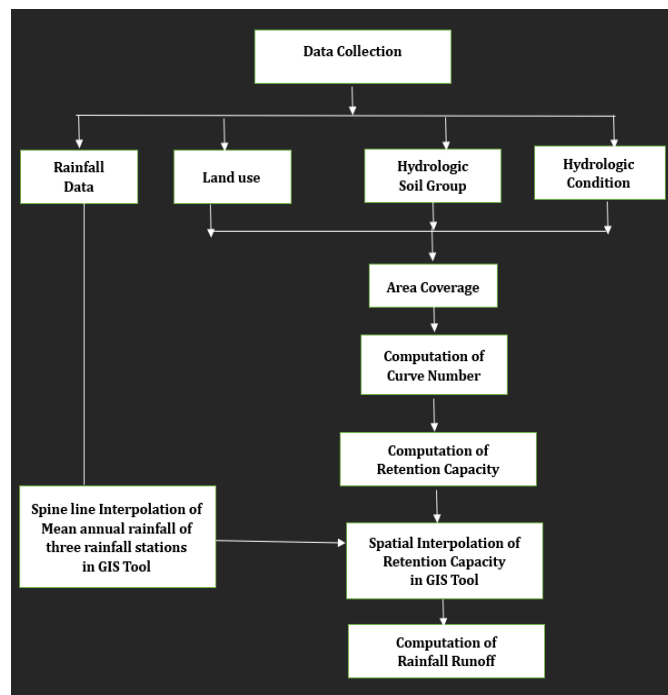 Data Collection
Rainfall
Data
Land use
Hydrologic
Soil Group
Hydrologic
Condition
Area Coverage
Computation of
Curve Number
Computation of
Retention Capacity
Spine line Interpolation of
Mean annual rainfall of
three rainfall stations
in GIS Tool
Spatial Interpolation of
Retention Capacity
in GIS Tool
Computation of
Rainfall Runoff